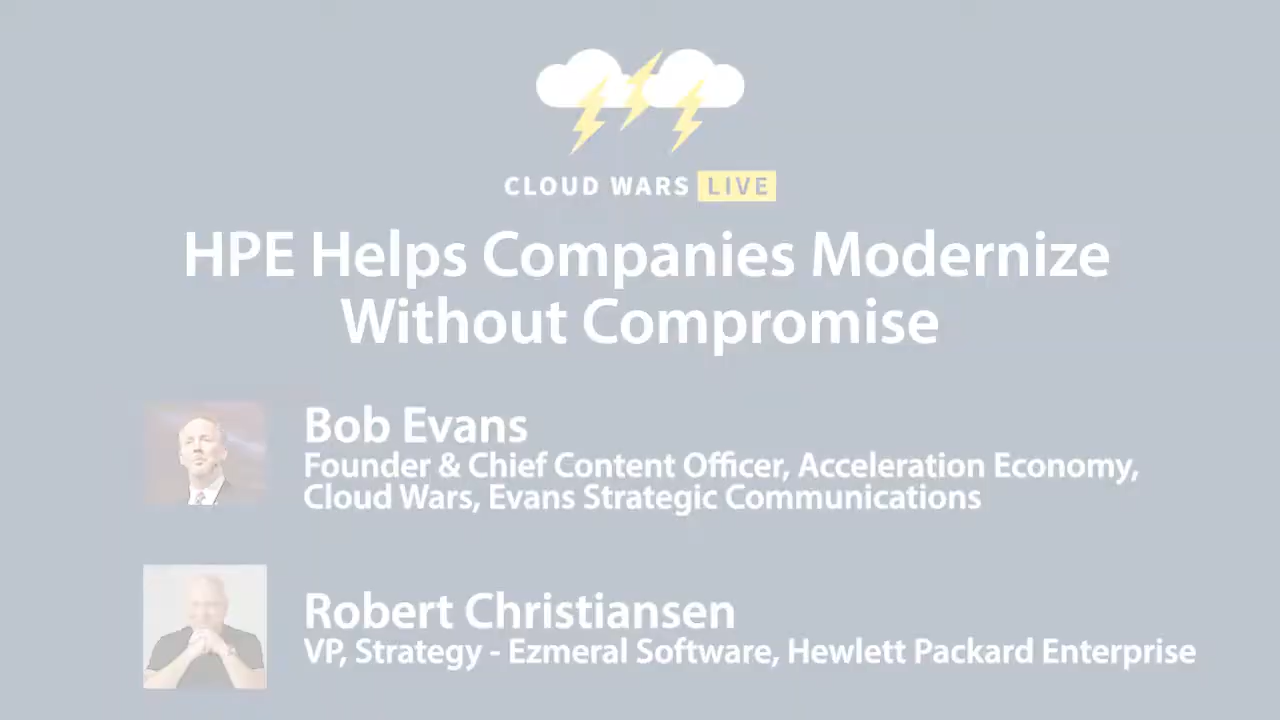 CLOUD WARS LIVE
HPE Helps Companies Modernize
Without Compromise
Bob Evans
Founder & Chief Content Officer, Acceleration Economy,
Cloud Wars, Evans Strategic Communications
Robert Christiansen
VP, Strategy - Ezmeral Software, Hewlett Packard Enterprise